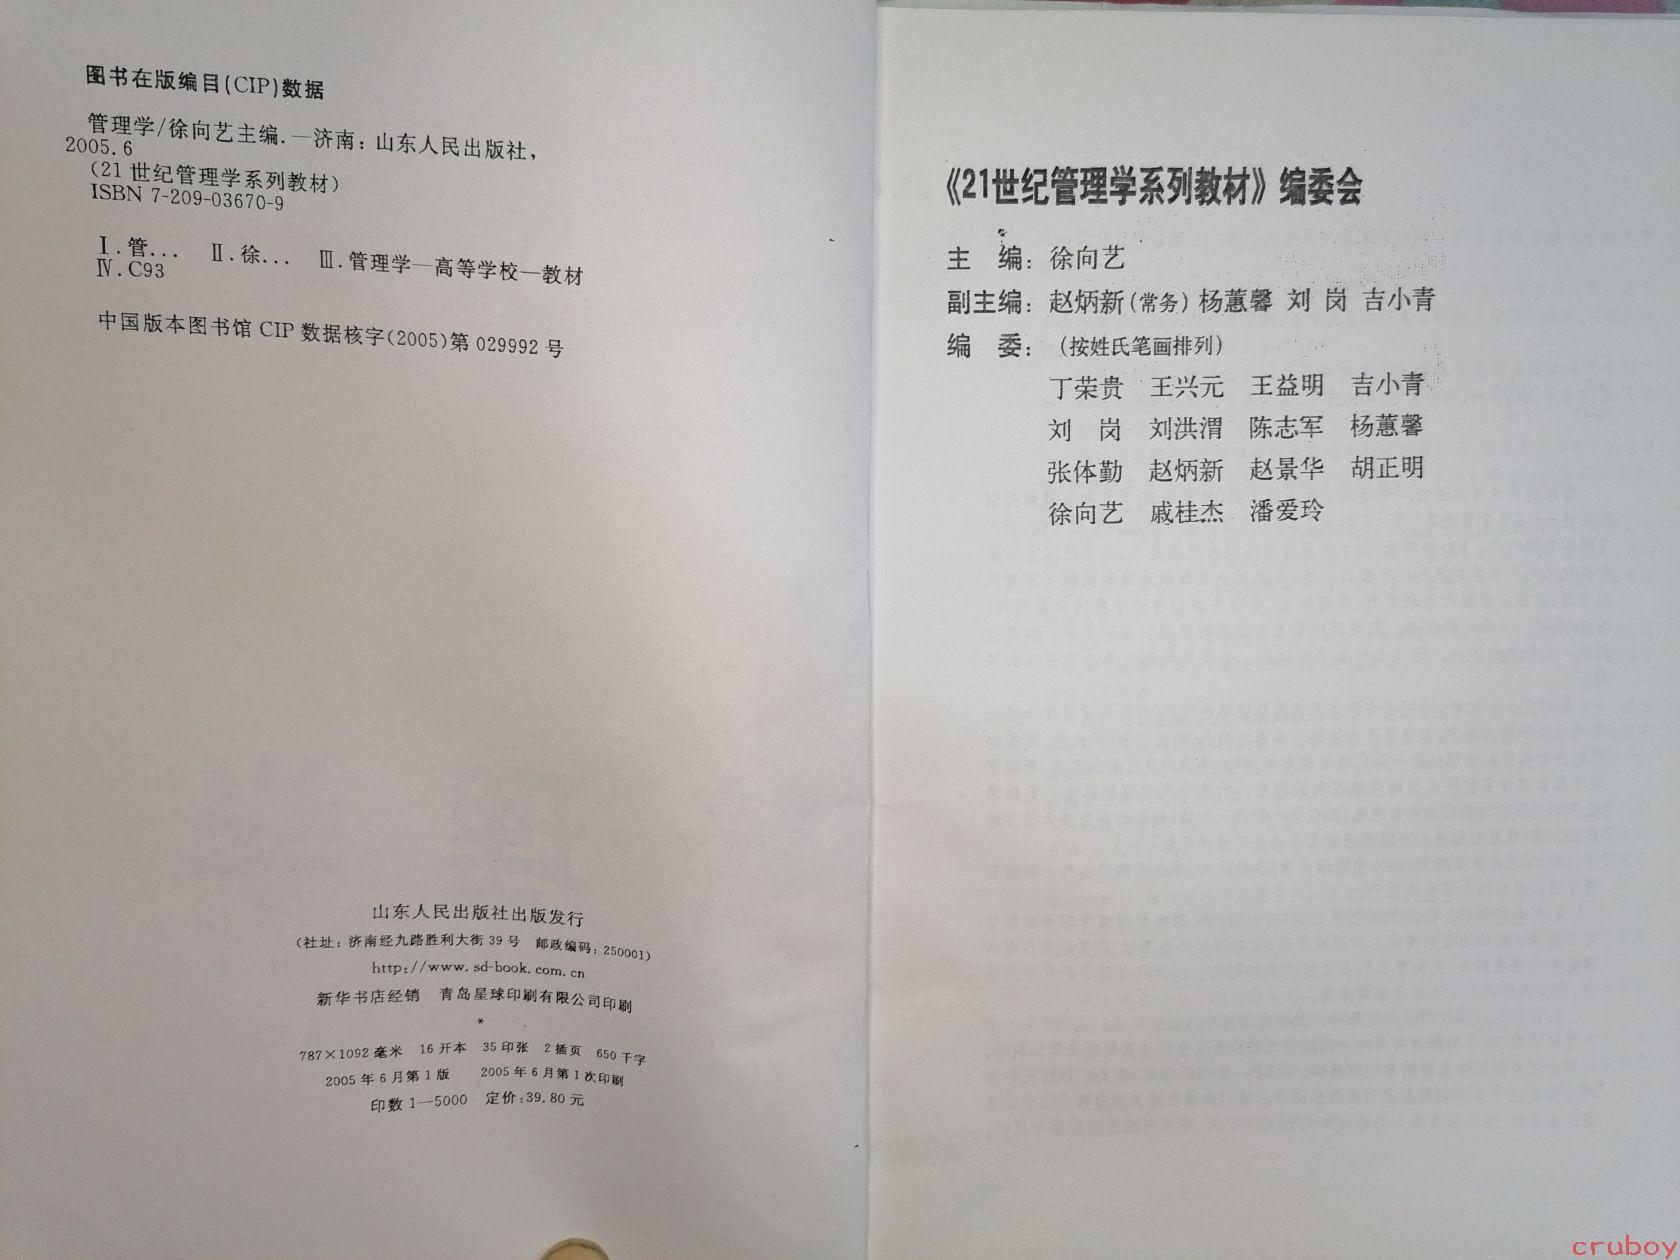 图书在版编目(CIP)数据
管理学/徐向艺主编.—济南：山东人民出版社，
2005.6
(21世纪管理学系列教材)
ISBN 7-209-03670-9
Ⅰ.管... Ⅱ.徐... Ⅲ.管理学—高等学校—教材
Ⅳ.C93
中国版本图书馆CIP数据核字(2005)第029992号
山东人民出版社出版发行
(社址：济南经九路胜利大街39号 邮政编码：250001)
http://www.sd-book.com.cn
新华书店经销 青岛星球印刷有限公司印刷
*
787×1092毫米 16开本 35印张 2插页 650千字
2005年6月第1版 2005年6月第1次印刷
印数1—5000 定价:39.80元
《21世纪管理学系列教材》编委会
主 编：徐向艺
副主编：赵炳新(常务) 杨蕙馨 刘 岗 吉小青
编 委：(按姓氏笔画排列)
丁荣贵 王兴元 王益明 吉小青
刘 岗 刘洪渭 陈志军 杨蕙馨
张体勤 赵炳新 赵景华 胡正明
徐向艺 戚桂杰 潘爱玲
cruboy